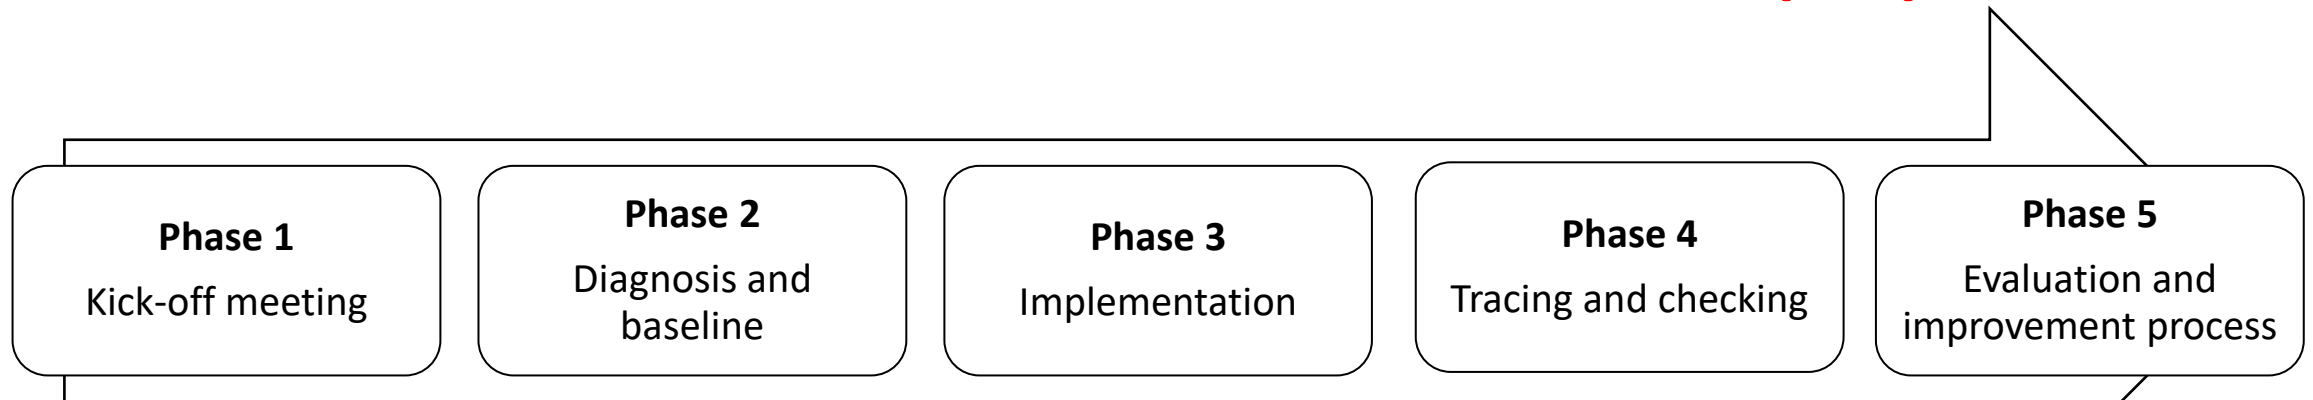 Phase 1
Kick-off meeting
Phase 2
Diagnosis and
baseline
Phase 3
Implementation
Phase 4
Tracing and checking
Phase 5
Evaluation and
improvement process